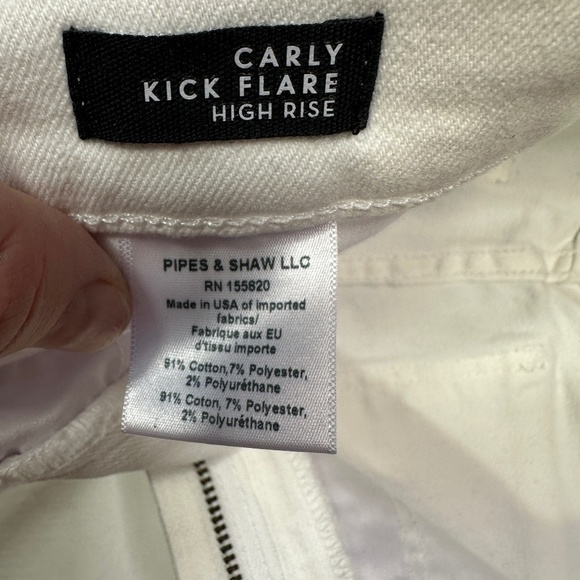 CARLY
KICK FLARE
HIGH RISE
PIPES & SHAW LLC
RN 155820
Made in USA of imported
fabrics/
Fabrique aux EU
d'tissu importe
91% Cotton,7% Polyester,
2% Polyuréthane
91% Coton, 7% Polyester,
2% Polyuréthane